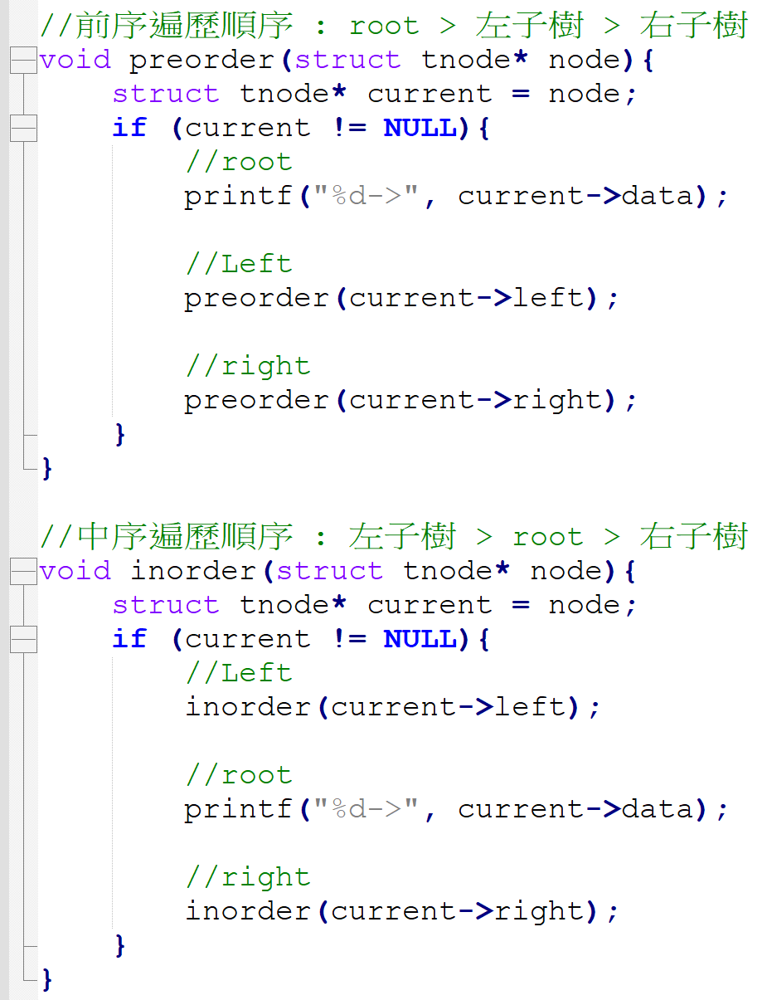 //前序遍歷順序 : root > 左子樹 > 右子樹
void preorder(struct tnode* node){
    struct tnode* current = node;
    if (current != NULL){
        //root
        printf("%d->", current->data);

        //Left
        preorder(current->left);

        //right
        preorder(current->right);
    }
}

//中序遍歷順序 : 左子樹 > root > 右子樹
void inorder(struct tnode* node){
    struct tnode* current = node;
    if (current != NULL){
        //Left
        inorder(current->left);

        //root
        printf("%d->", current->data);

        //right
        inorder(current->right);
    }
}